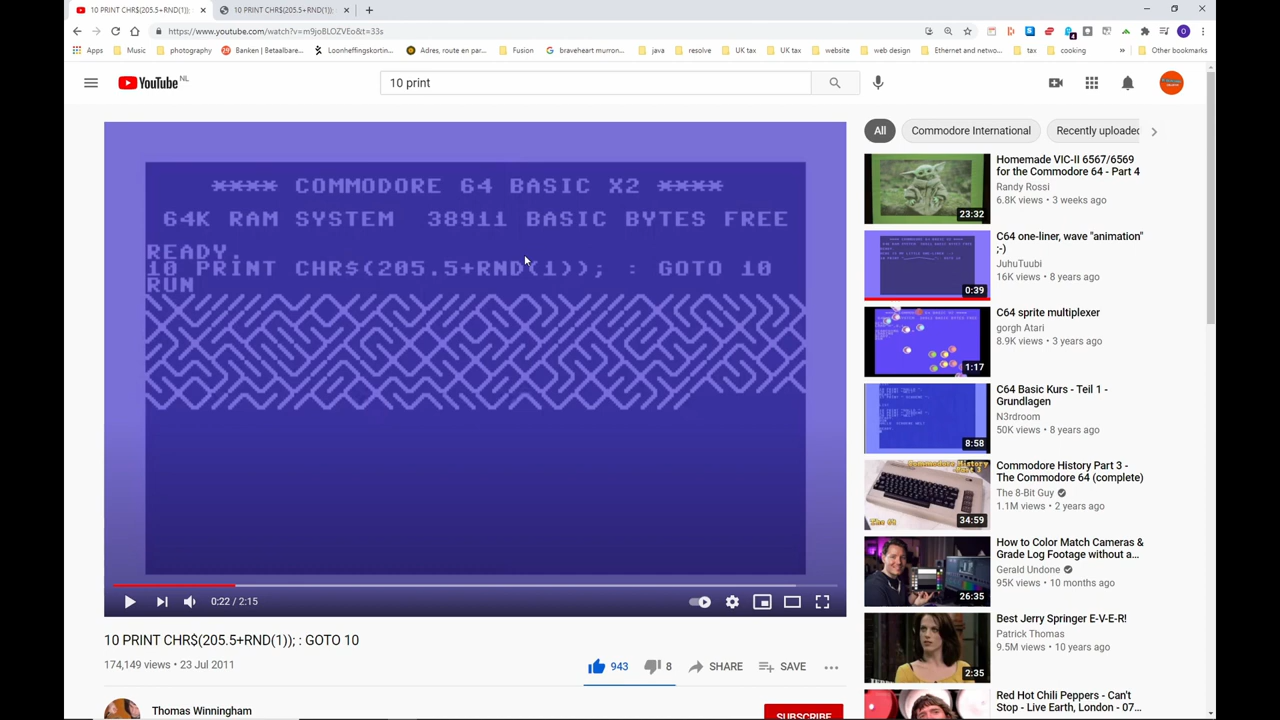 10 PRINT CHR$(205.5+RND(1));
10 PRINT CHR$(205.5+RND(1));
https://www.youtube.com/watch?v=m9joBLOZVEo&t=33s
Apps
Music
photography
Banken | Betaalbare...
Loonheffingskortin...
Adres, route en par...
Fusion
braveheart murron...
java
resolve
UK tax
UK tax
website
web design
Ethernet and netwo...
tax
cooking
»
Other bookmarks
YouTube NL
10 print
**** COMMODORE 64 BASIC X2 ****
64K RAM SYSTEM 38911 BASIC BYTES FREE
READY
10 PRINT CHR$(205.5+RND(1)); : GOTO 10
RUN
0:22 / 2:15
10 PRINT CHR$(205.5+RND(1)); : GOTO 10
174,149 views • 23 Jul 2011
943
8
SHARE
SAVE
Thomas Winningham
SUBSCRIBE
All
Commodore International
Recently uploaded
Homemade VIC-II 6567/6569
for the Commodore 64 - Part 4
Randy Rossi
6.8K views • 3 weeks ago
23:32
C64 one-liner, wave "animation"
;-)
JuhuTuubi
16K views • 8 years ago
0:39
C64 sprite multiplexer
gorgh Atari
8.9K views • 3 years ago
1:17
C64 Basic Kurs - Teil 1 -
Grundlagen
N3rdroom
50K views • 8 years ago
8:58
Commodore History Part 3 -
The Commodore 64 (complete)
The 8-Bit Guy
1.1M views • 2 years ago
34:59
How to Color Match Cameras &
Grade Log Footage without a...
Gerald Undone
95K views • 10 months ago
26:35
Best Jerry Springer E-V-E-R!
Patrick Thomas
9.5M views • 10 years ago
2:35
Red Hot Chili Peppers - Can't
Stop - Live Earth, London - 07...